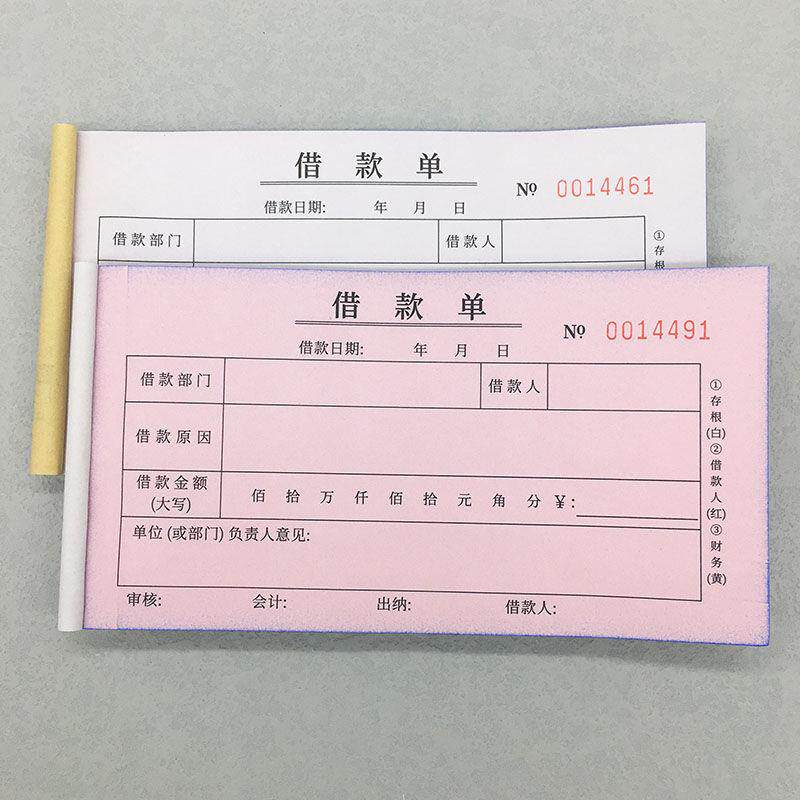 借款单
№ 0014461
借款日期: 年 月 日
借款部门 借款人
①存根
借款单
№ 0014491
借款日期: 年 月 日
借款部门 借款人
借款原因
借款金额
(大写)
佰 拾 万 仟 佰 拾 元 角 分 ¥:
单位(或部门)负责人意见:
审核: 会计: 出纳: 借款人:
①存根(白)②借款人(红)③财务(黄)